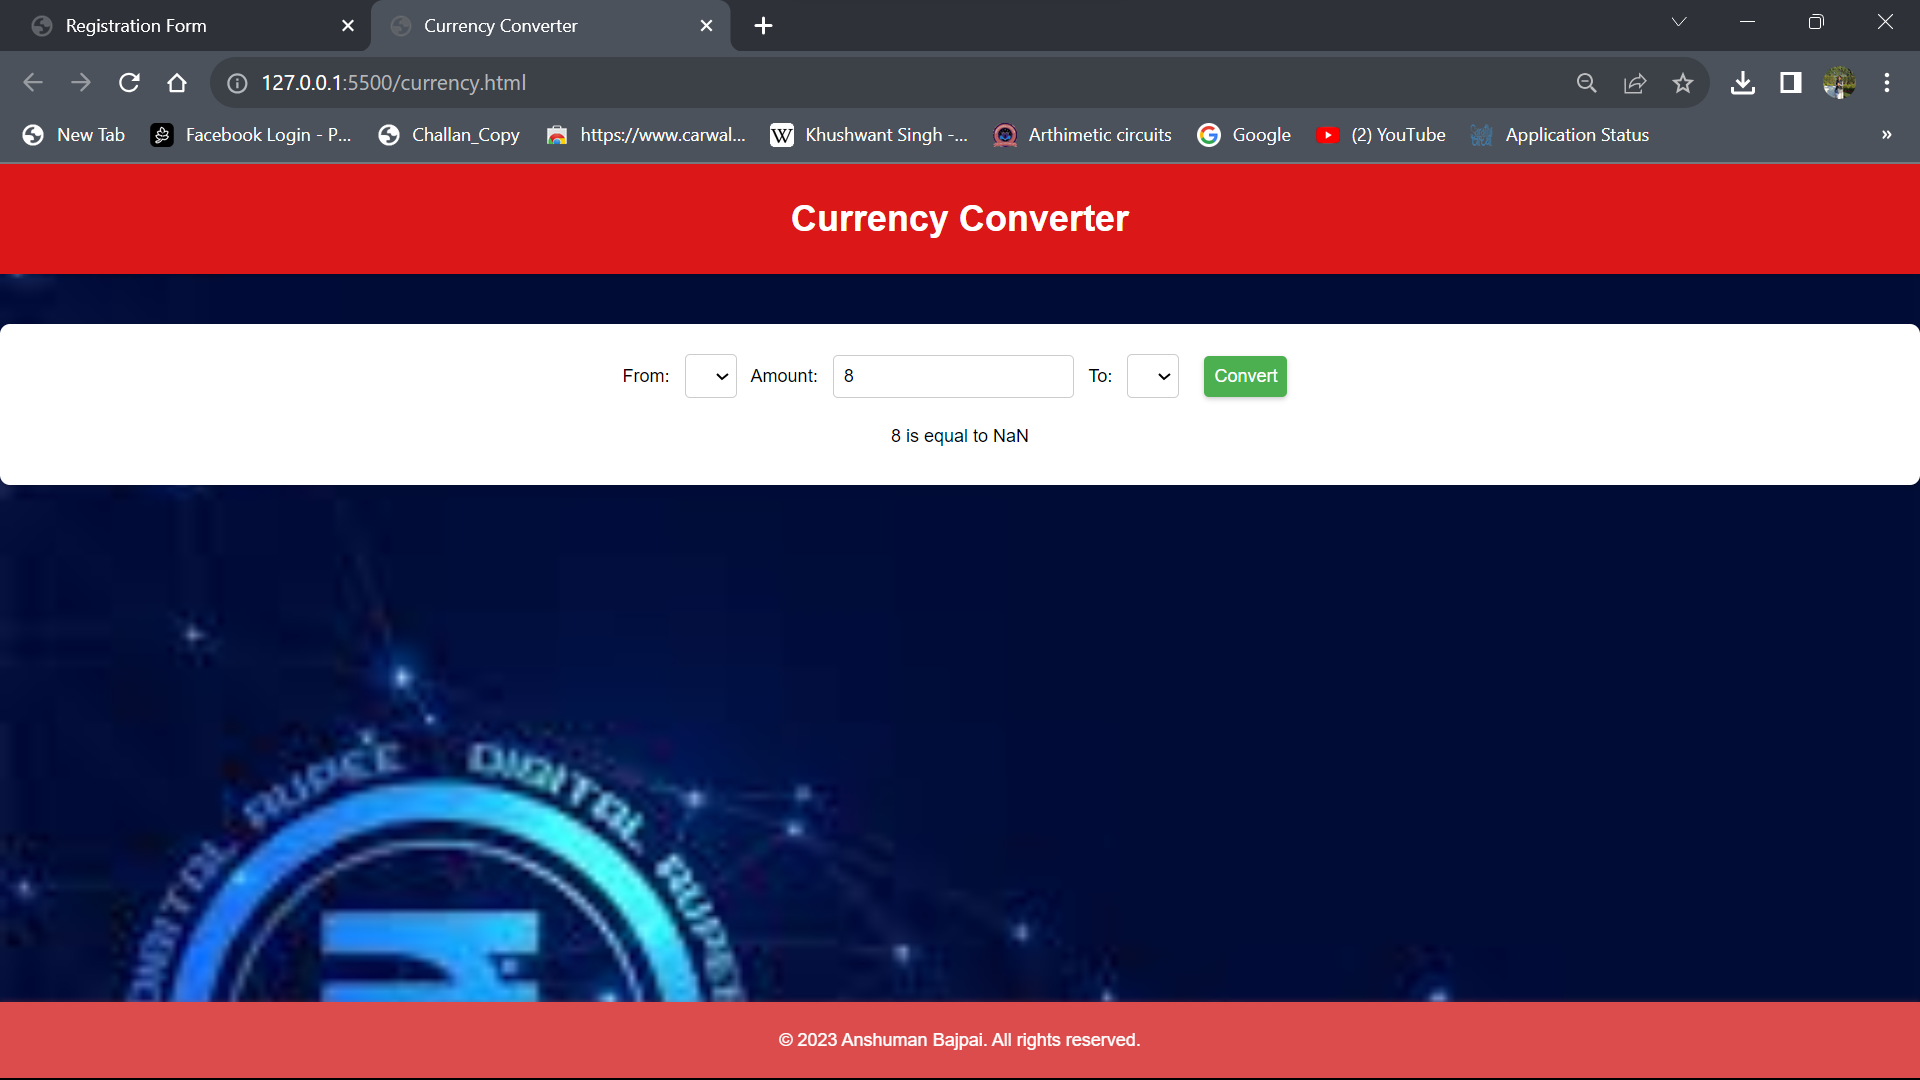 Registration Form
Currency Converter
127.0.0.1:5500/currency.html
New Tab
Facebook Login - P...
Challan_Copy
https://www.carwal...
W
Khushwant Singh -...
Arthimetic circuits
G
Google
(2) YouTube
Application Status
»
Currency Converter
From: Amount: 8 To: Convert
8 is equal to NaN
DIGITAL RUPEE DIGITAL RUPEE
© 2023 Anshuman Bajpai. All rights reserved.